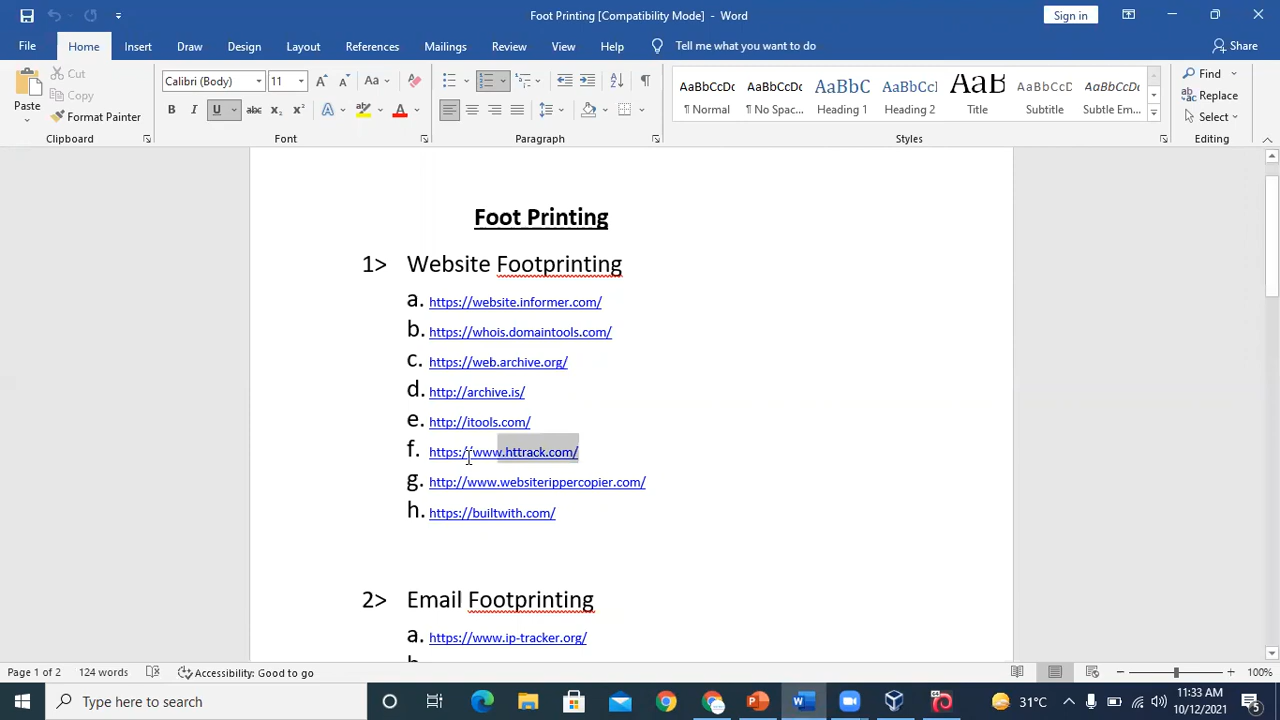 Foot Printing [Compatibility Mode] - Word
Sign in
File Home Insert Draw Design Layout References Mailings Review View Help Tell me what you want to do Share
Paste
Cut
Copy
Format Painter
Clipboard
Calibri (Body) 11
Font
Paragraph
AaBbCcDc AaBbCcDc AaBbC AaBbCc AaB AaBbCcD AaBbCcD
¶ Normal ¶ No Spac... Heading 1 Heading 2 Title Subtitle Subtle Em...
Styles
Find
Replace
Select
Editing
Foot Printing
1> Website Footprinting
a. https://website.informer.com/
b. https://whois.domaintools.com/
c. https://web.archive.org/
d. http://archive.is/
e. http://itools.com/
f. https://www.httrack.com/
g. http://www.websiterippercopier.com/
h. https://builtwith.com/
2> Email Footprinting
a. https://www.ip-tracker.org/
Page 1 of 2 124 words Accessibility: Good to go 100%
Type here to search
31°C
11:33 AM
10/12/2021
5